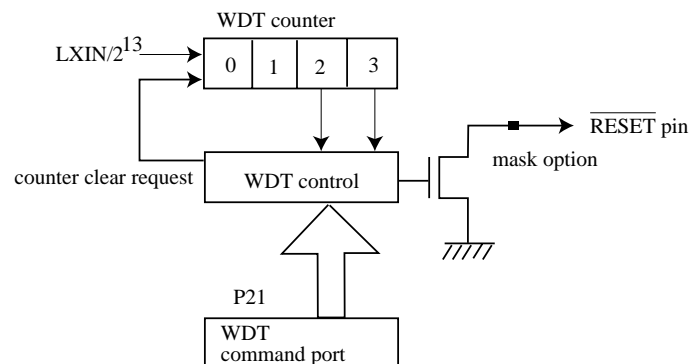 WDT counter
LXIN/2^13
0 1 2 3
RESET pin
mask option
counter clear request
WDT control
P21
WDT
command port